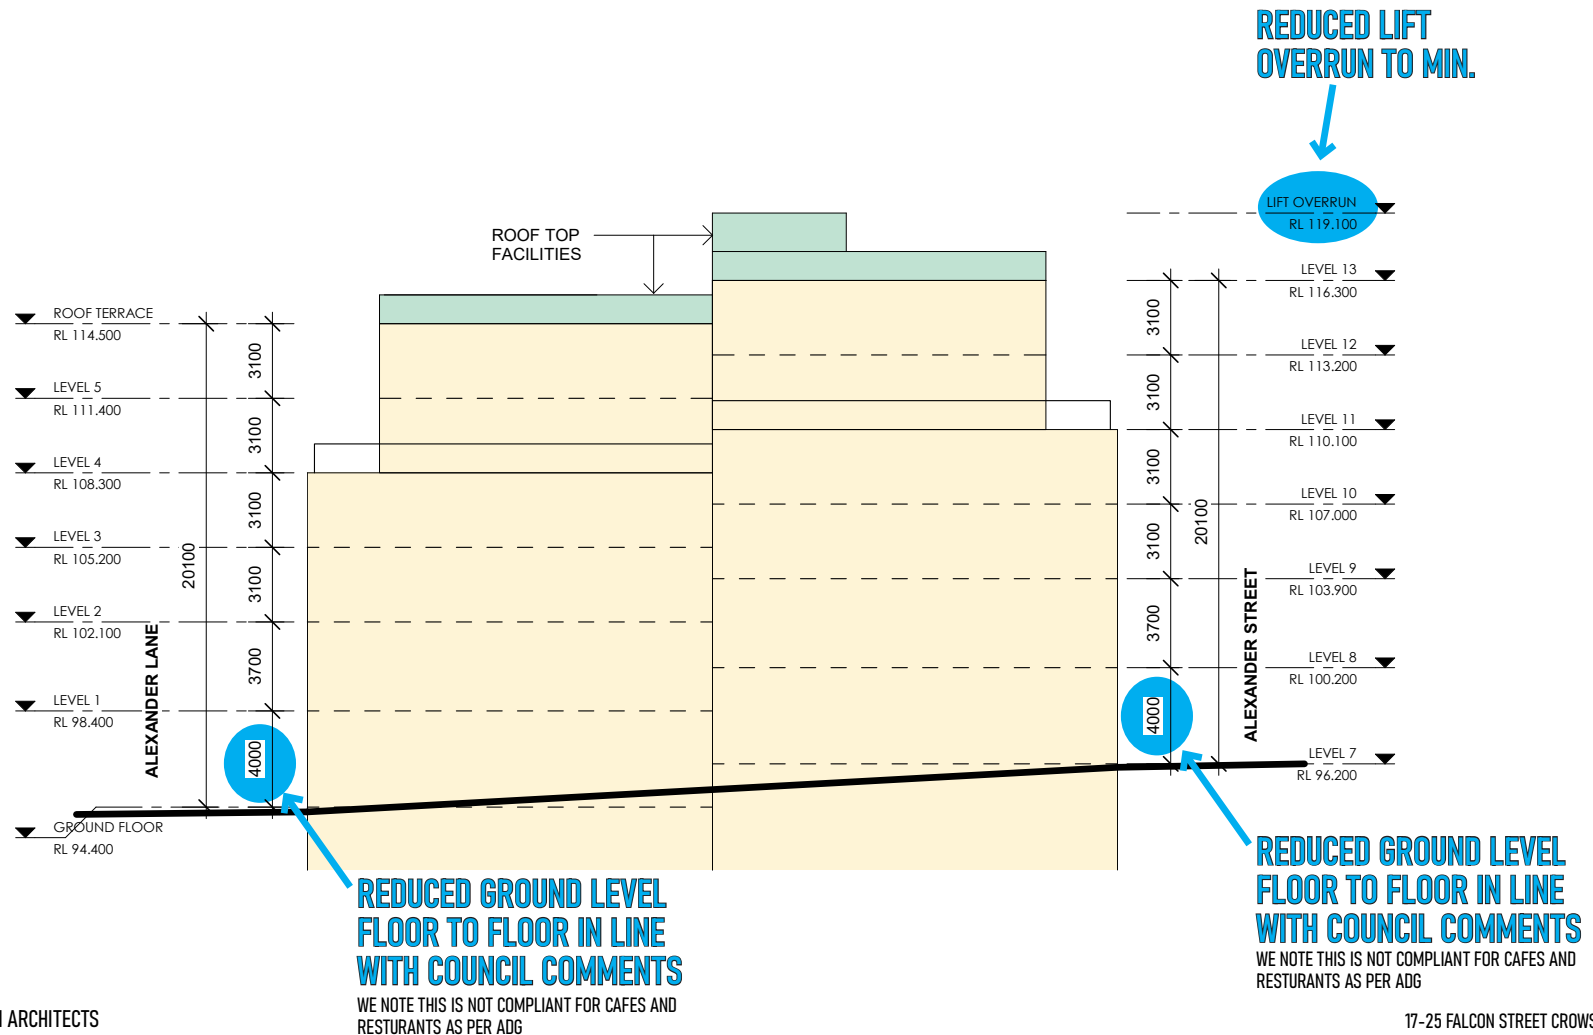 REDUCED LIFT
OVERRUN TO MIN.
LIFT OVERRUN
RL 119.100
ROOF TOP
FACILITIES
LEVEL 13
RL 116.300
LEVEL 12
RL 113.200
LEVEL 11
RL 110.100
LEVEL 10
RL 107.000
LEVEL 9
RL 103.900
LEVEL 8
RL 100.200
LEVEL 7
RL 96.200
3100
3100
3100
3100
3700
4000
20100
ALEXANDER STREET
ROOF TERRACE
RL 114.500
LEVEL 5
RL 111.400
LEVEL 4
RL 108.300
LEVEL 3
RL 105.200
LEVEL 2
RL 102.100
LEVEL 1
RL 98.400
GROUND FLOOR
RL 94.400
3100
3100
3100
3100
3700
4000
20100
ALEXANDER LANE
REDUCED GROUND LEVEL
FLOOR TO FLOOR IN LINE
WITH COUNCIL COMMENTS
WE NOTE THIS IS NOT COMPLIANT FOR CAFES AND
RESTURANTS AS PER ADG
REDUCED GROUND LEVEL
FLOOR TO FLOOR IN LINE
WITH COUNCIL COMMENTS
WE NOTE THIS IS NOT COMPLIANT FOR CAFES AND
RESTURANTS AS PER ADG
ARCHITECTS
17-25 FALCON STREET CROWS